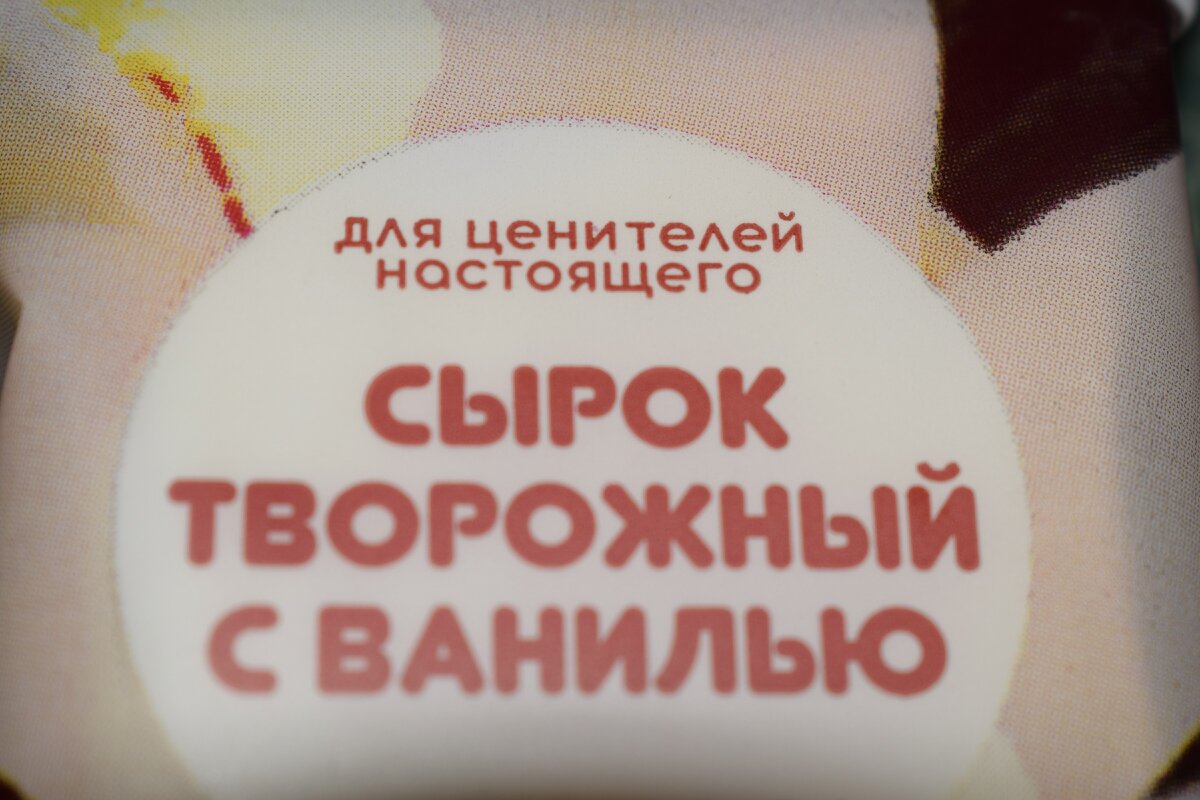 для ценителей
настоящего
СЫРОК
ТВОРОЖНЫЙ
С ВАНИЛЬЮ